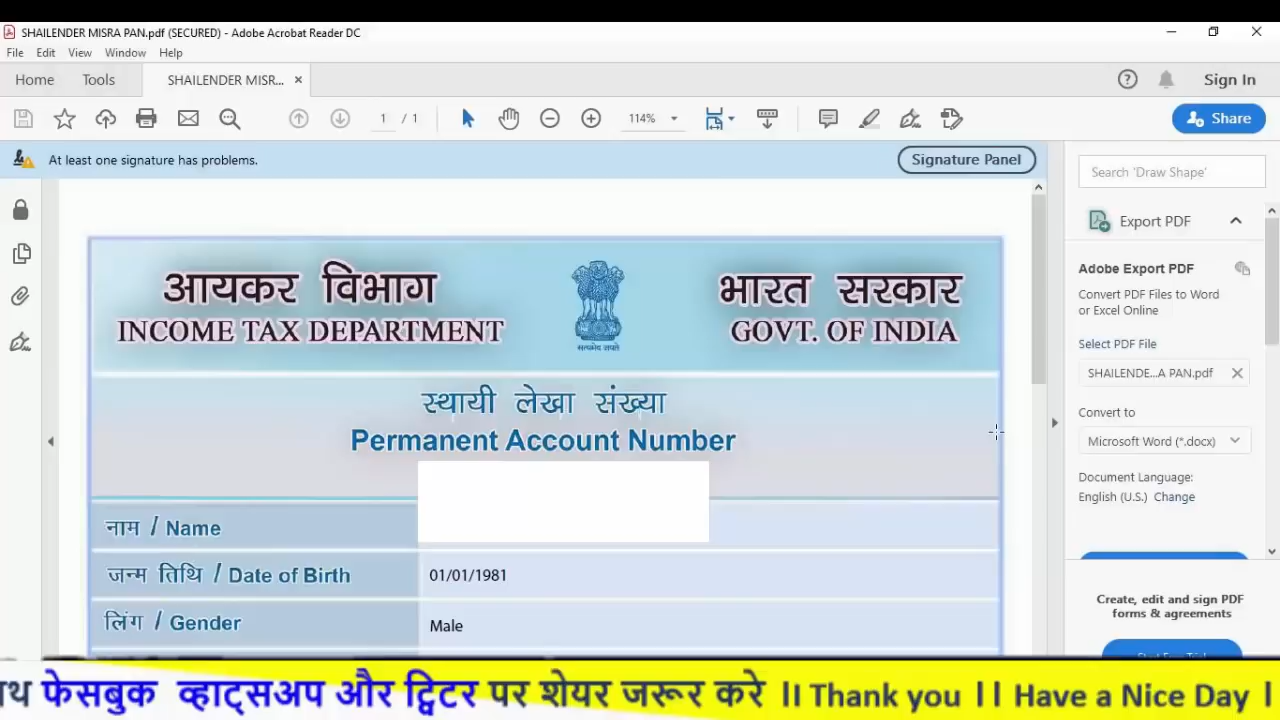 SHAILENDER MISRA PAN.pdf (SECURED) - Adobe Acrobat Reader DC
File Edit View Window Help
Home Tools SHAILENDER MISR... × Sign In
1 / 1 114% Share
At least one signature has problems. Signature Panel
Search 'Draw Shape'
Export PDF
Adobe Export PDF
Convert PDF Files to Word
or Excel Online
Select PDF File
SHAILENDE...A PAN.pdf
Convert to
Microsoft Word (*.docx)
Document Language:
English (U.S.) Change
Create, edit and sign PDF
forms & agreements
आयकर विभाग भारत सरकार
INCOME TAX DEPARTMENT GOVT. OF INDIA
सत्यमेव जयते
स्थायी लेखा संख्या
Permanent Account Number
नाम / Name
जन्म तिथि / Date of Birth 01/01/1981
लिंग / Gender Male
फेसबुक व्हाट्सअप और ट्विटर पर शेयर जरूर करे ।। Thank you ।। Have a Nice Day ।